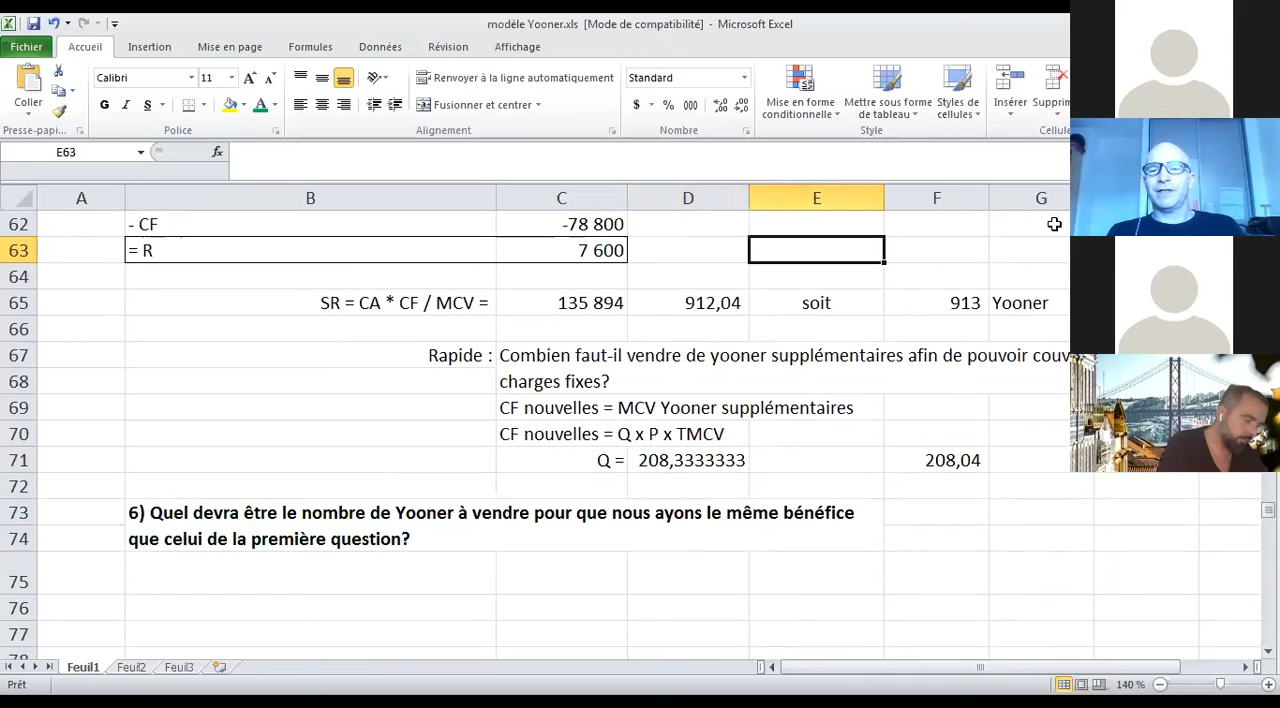 modèle Yooner.xls [Mode de compatibilité] - Microsoft Excel
Fichier Accueil Insertion Mise en page Formules Données Révision Affichage
Coller
Calibri 11
Renvoyer à la ligne automatiquement
Standard
G I S
Fusionner et centrer
$ % 000
Mise en forme conditionnelle
Mettre sous forme de tableau
Styles de cellules
Insérer
Supprim
Presse-papi... Police Alignement Nombre Style Cellule
E63 fx
A B C D E F G
62 - CF -78 800
63 = R 7 600
64
65 SR = CA * CF / MCV = 135 894 912,04 soit 913 Yooner
66
67 Rapide : Combien faut-il vendre de yooner supplémentaires afin de pouvoir couv
68 charges fixes?
69 CF nouvelles = MCV Yooner supplémentaires
70 CF nouvelles = Q x P x TMCV
71 Q = 208,3333333 208,04
72
73 6) Quel devra être le nombre de Yooner à vendre pour que nous ayons le même bénéfice
74 que celui de la première question?
75
76
77
Feuil1 Feuil2 Feuil3
Prêt 140 %